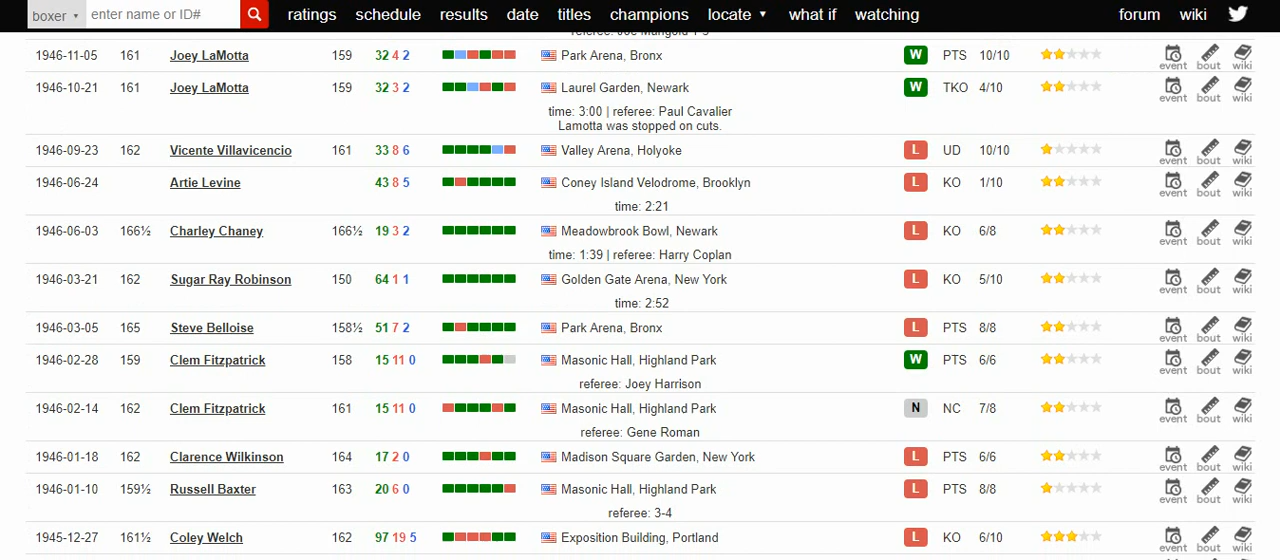 boxer enter name or ID# ratings schedule results date titles champions locate what if watching forum wiki
1946-11-05 161 Joey LaMotta 159 32 4 2 Park Arena, Bronx W PTS 10/10 event bout wiki
1946-10-21 161 Joey LaMotta 159 32 3 2 Laurel Garden, Newark W TKO 4/10 event bout wiki
time: 3:00 | referee: Paul Cavalier
Lamotta was stopped on cuts.
1946-09-23 162 Vicente Villavicencio 161 33 8 6 Valley Arena, Holyoke L UD 10/10 event bout wiki
1946-06-24 Artie Levine 43 8 5 Coney Island Velodrome, Brooklyn L KO 1/10 event bout wiki
time: 2:21
1946-06-03 166½ Charley Chaney 166½ 19 3 2 Meadowbrook Bowl, Newark L KO 6/8 event bout wiki
time: 1:39 | referee: Harry Coplan
1946-03-21 162 Sugar Ray Robinson 150 64 1 1 Golden Gate Arena, New York L KO 5/10 event bout wiki
time: 2:52
1946-03-05 165 Steve Belloise 158½ 51 7 2 Park Arena, Bronx L PTS 8/8 event bout wiki
1946-02-28 159 Clem Fitzpatrick 158 15 11 0 Masonic Hall, Highland Park W PTS 6/6 event bout wiki
referee: Joey Harrison
1946-02-14 162 Clem Fitzpatrick 161 15 11 0 Masonic Hall, Highland Park N NC 7/8 event bout wiki
referee: Gene Roman
1946-01-18 162 Clarence Wilkinson 164 17 2 0 Madison Square Garden, New York L PTS 6/6 event bout wiki
1946-01-10 159½ Russell Baxter 163 20 6 0 Masonic Hall, Highland Park L PTS 8/8 event bout wiki
referee: 3-4
1945-12-27 161½ Coley Welch 162 97 19 5 Exposition Building, Portland L KO 6/10 event bout wiki